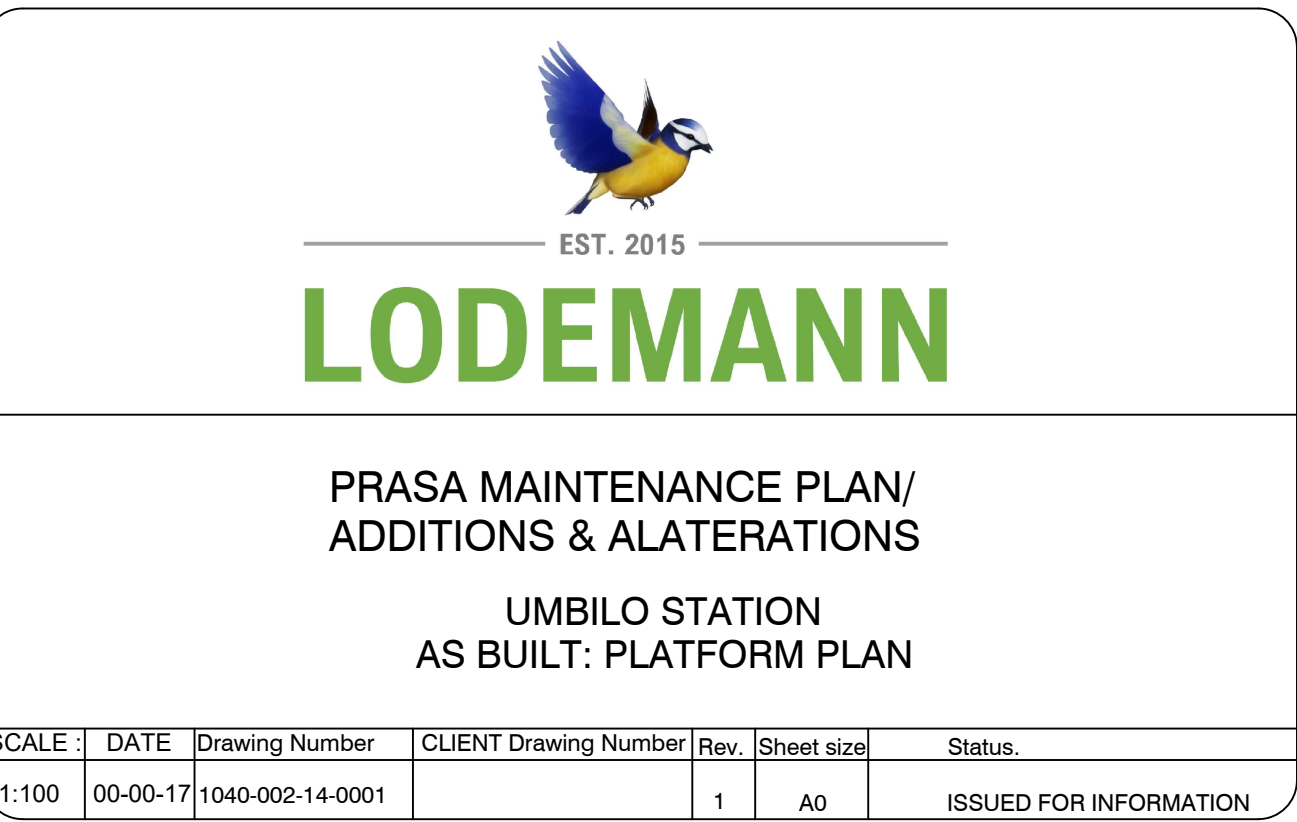 EST. 2015
LODEMANN
PRASA MAINTENANCE PLAN/
ADDITIONS & ALATERATIONS
UMBILO STATION
AS BUILT: PLATFORM PLAN
SCALE : DATE Drawing Number CLIENT Drawing Number Rev. Sheet size Status.
1:100 00-00-17 1040-002-14-0001 1 A0 ISSUED FOR INFORMATION